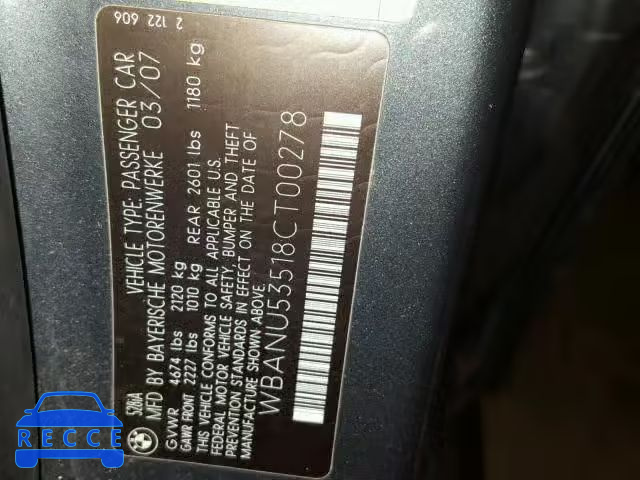 2 122 606
VEHICLE TYPE: PASSENGER CAR
MFD BY BAYERISCHE MOTORENWERKE 03/07
GVWR 4674 lbs 2120 kg
GAWR FRONT 2227 lbs 1010 kg REAR 2601 lbs 1180 kg
THIS VEHICLE CONFORMS TO ALL APPLICABLE U.S.
FEDERAL MOTOR VEHICLE SAFETY, BUMPER AND THEFT
PREVENTION STANDARDS IN EFFECT ON THE DATE OF
MANUFACTURE SHOWN ABOVE.
WBANU53518CT00278
BMW
RECCE